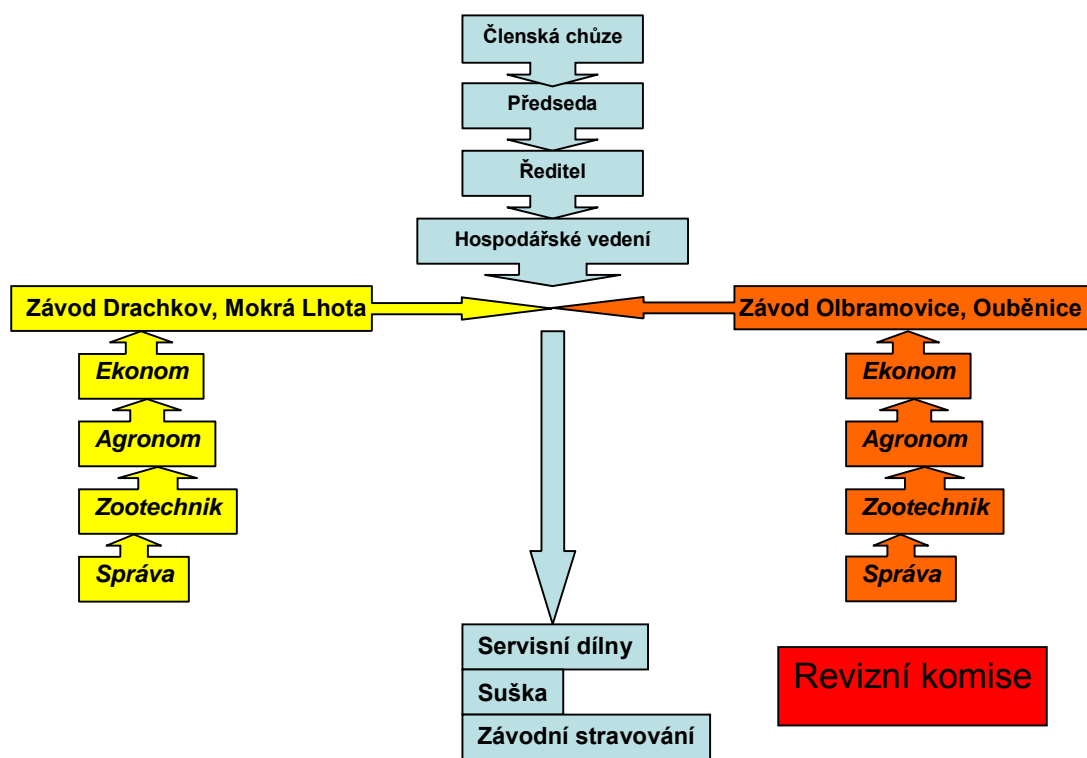 Členská chůze
Předseda
Ředitel
Hospodářské vedení
Závod Drachkov, Mokrá Lhota
Ekonom
Agronom
Zootechnik
Správa
Závod Olbramovice, Ouběnice
Ekonom
Agronom
Zootechnik
Správa
Servisní dílny
Suška
Závodní stravování
Revizní komise